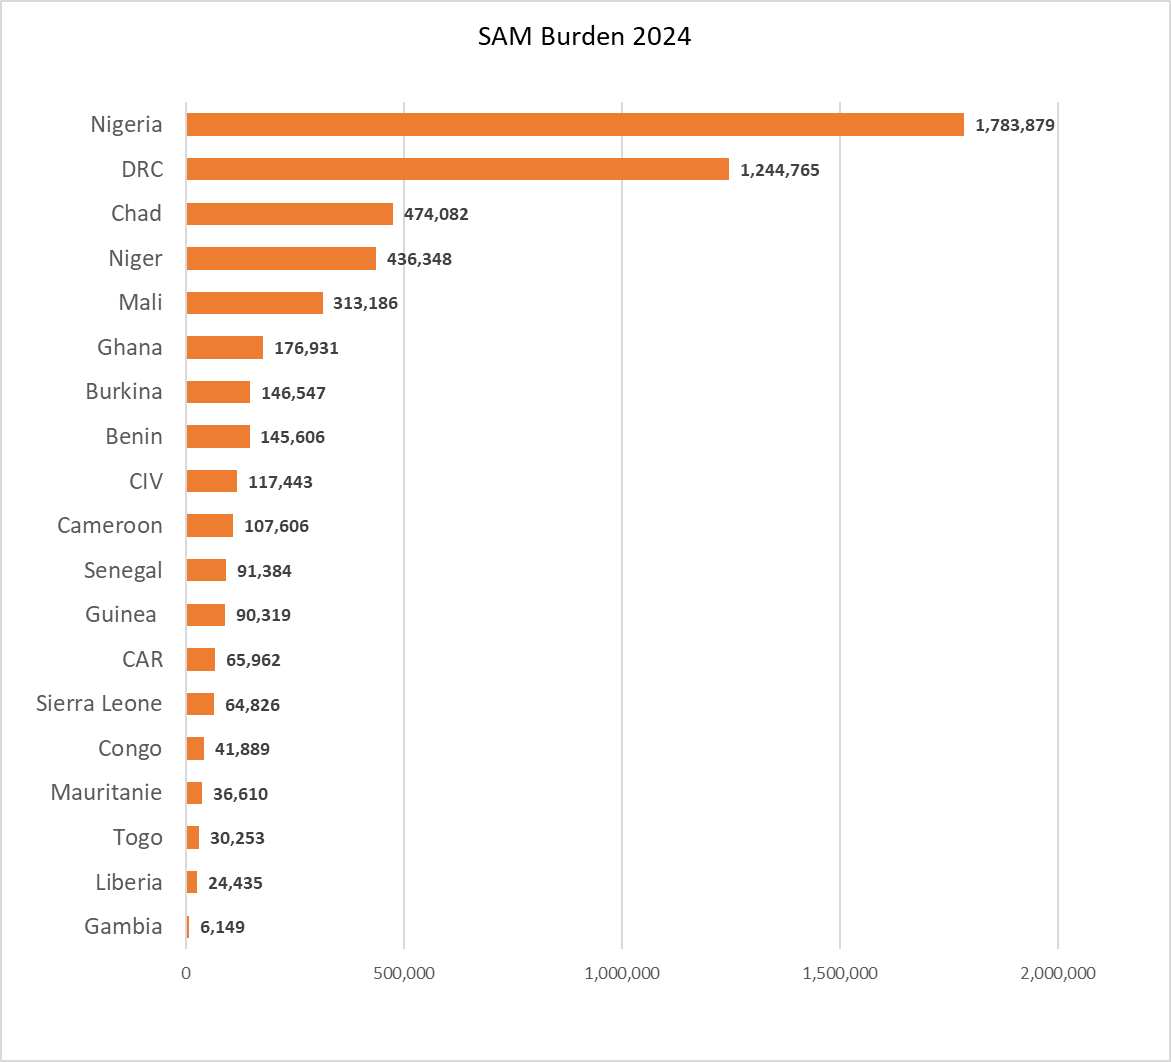 SAM Burden 2024
Nigeria 1,783,879
DRC 1,244,765
Chad 474,082
Niger 436,348
Mali 313,186
Ghana 176,931
Burkina 146,547
Benin 145,606
CIV 117,443
Cameroon 107,606
Senegal 91,384
Guinea 90,319
CAR 65,962
Sierra Leone 64,826
Congo 41,889
Mauritanie 36,610
Togo 30,253
Liberia 24,435
Gambia 6,149
0 500,000 1,000,000 1,500,000 2,000,000